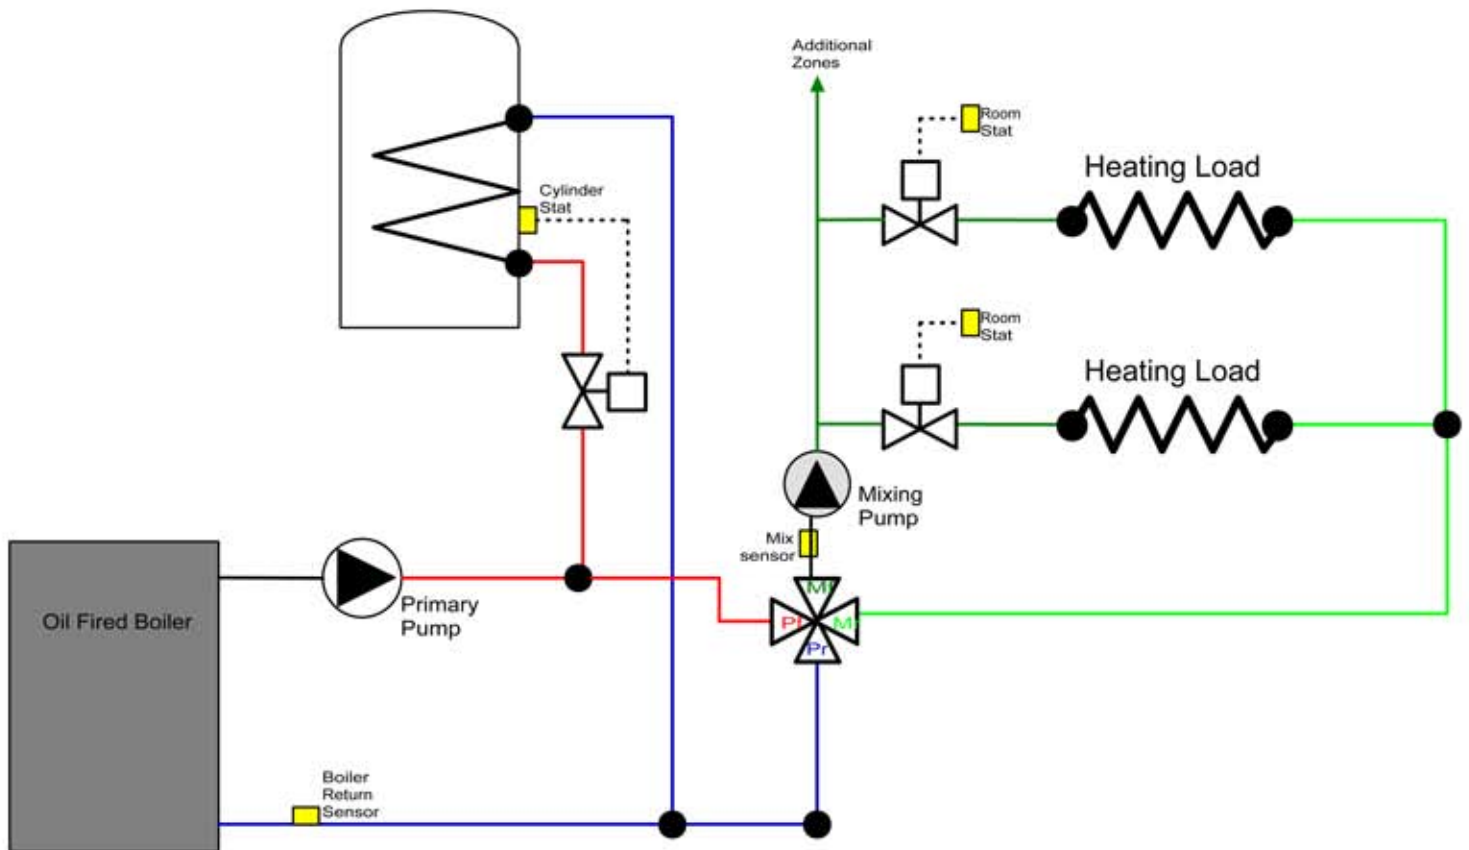 Additional
Zones
Room
Stat
Heating Load
Cylinder
Stat
Room
Stat
Heating Load
Mixing
Pump
Mix
sensor
Mf
Pf
Mr
Pr
Primary
Pump
Oil Fired Boiler
Boiler
Return
Sensor